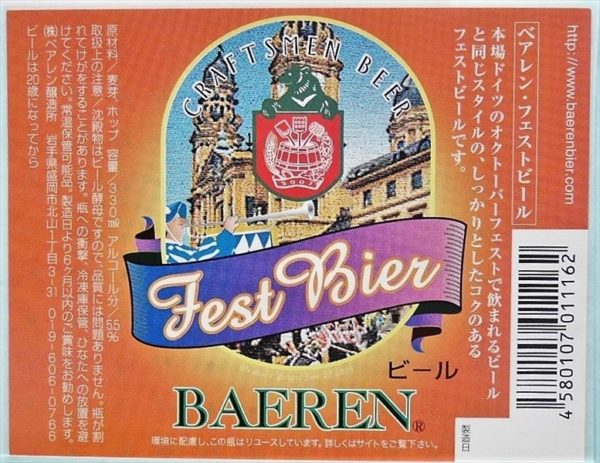 http://www.baerenbier.com
ベアレン・フェストビール
本場ドイツのオクトーバーフェストで飲まれるビール
と同じスタイルの、しっかりとしたコクのある
フェストビールです。
CRAFTSMEN BEER
2001
Fest Bier
ビール
BAEREN®
環境に配慮し、この瓶はリユースしています。詳しくはサイトをご覧下さい。
原材料/麦芽、ホップ 容量/330ml アルコール分/5.5%
取扱上の注意/沈殿物はビール酵母ですので、品質には問題ありません。瓶が割
れてけがをすることがあります。瓶への衝撃、冷凍庫保管、ひなたへの放置を避
けてください。常温保管可能品。製造日より6ヶ月以内のご賞味をお勧めします。
(株)ベアレン醸造所 岩手県盛岡市北山1丁目3-31 019-606-0766
ビールは20歳になってから
4 580107 011162
製造日